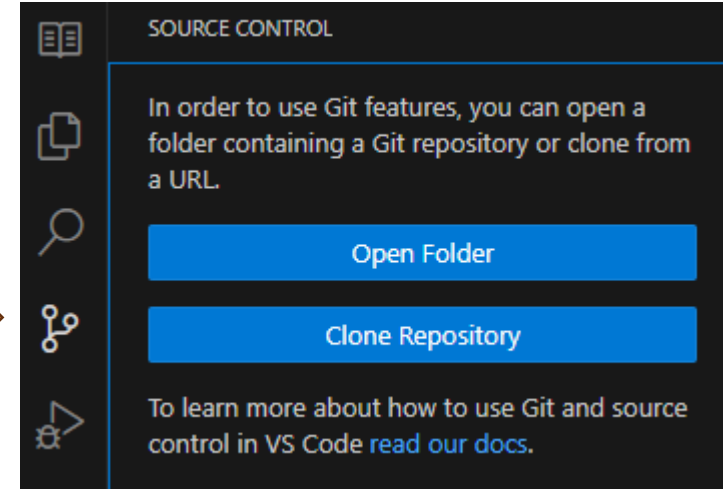 SOURCE CONTROL
In order to use Git features, you can open a
folder containing a Git repository or clone from
a URL.
Open Folder
Clone Repository
To learn more about how to use Git and source
control in VS Code read our docs.